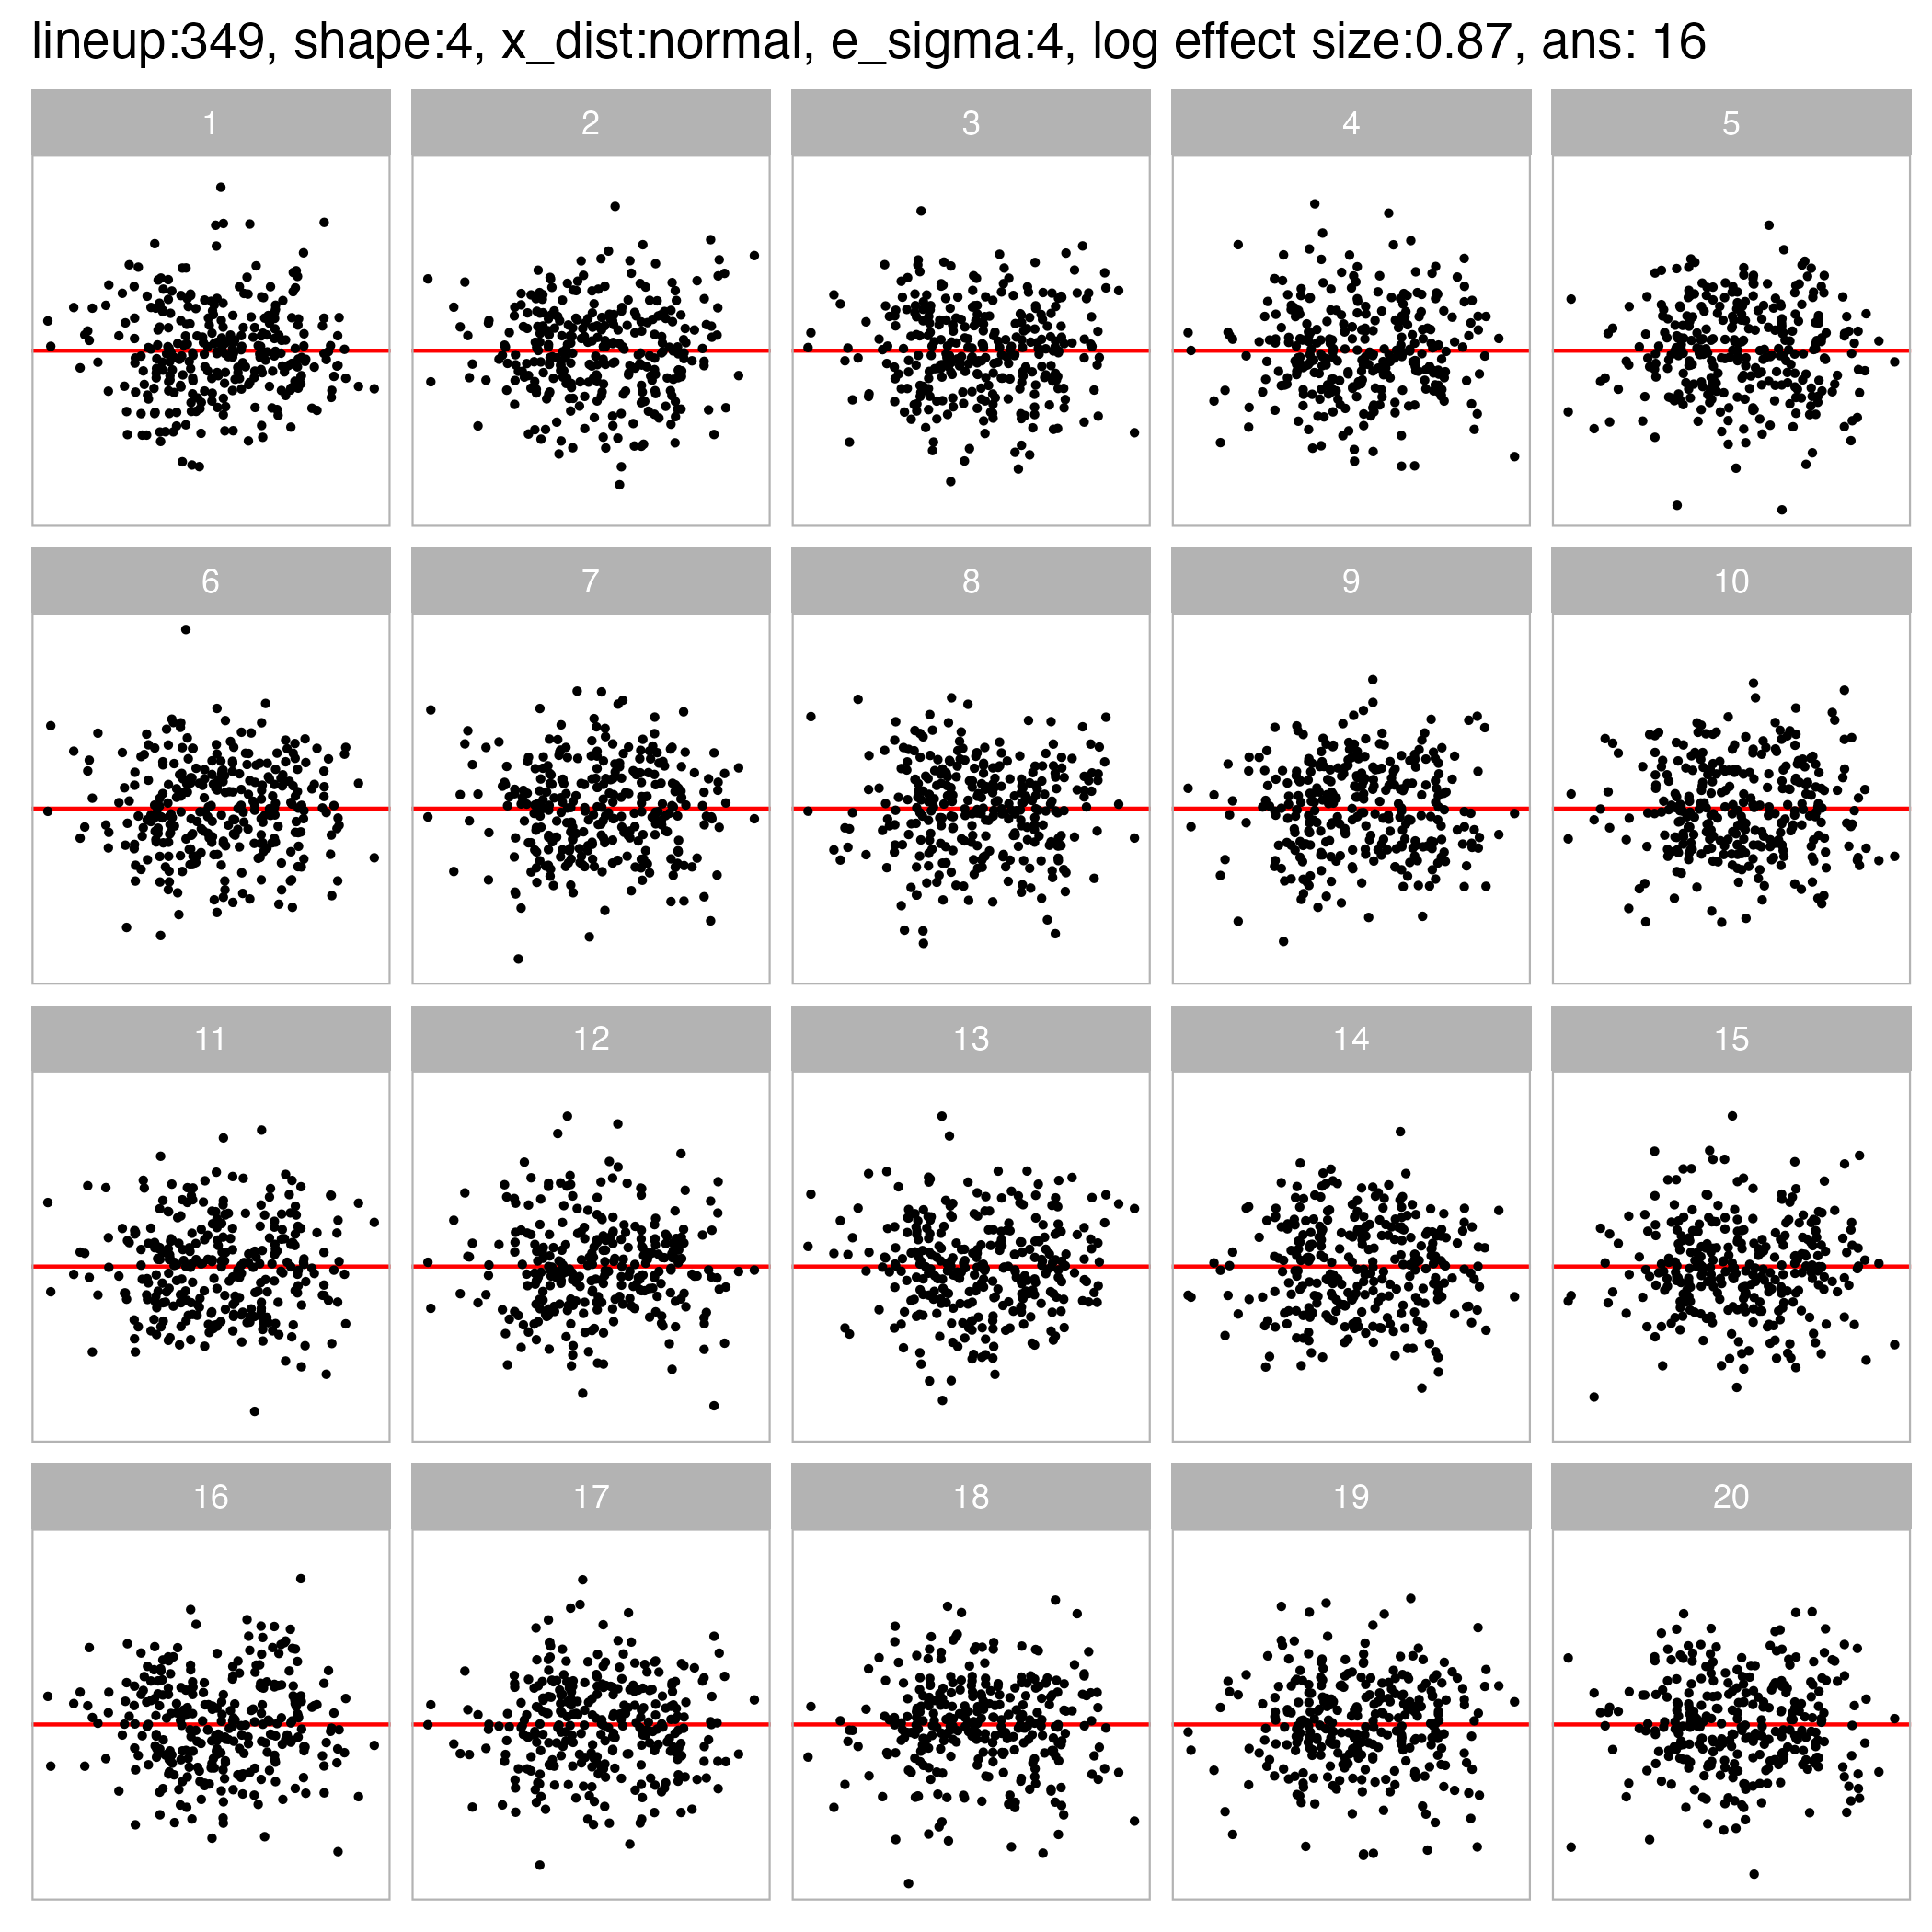 lineup:349, shape:4, x_dist:normal, e_sigma:4, log effect size:0.87, ans: 16
1 2 3 4 5
6 7 8 9 10
11 12 13 14 15
16 17 18 19 20